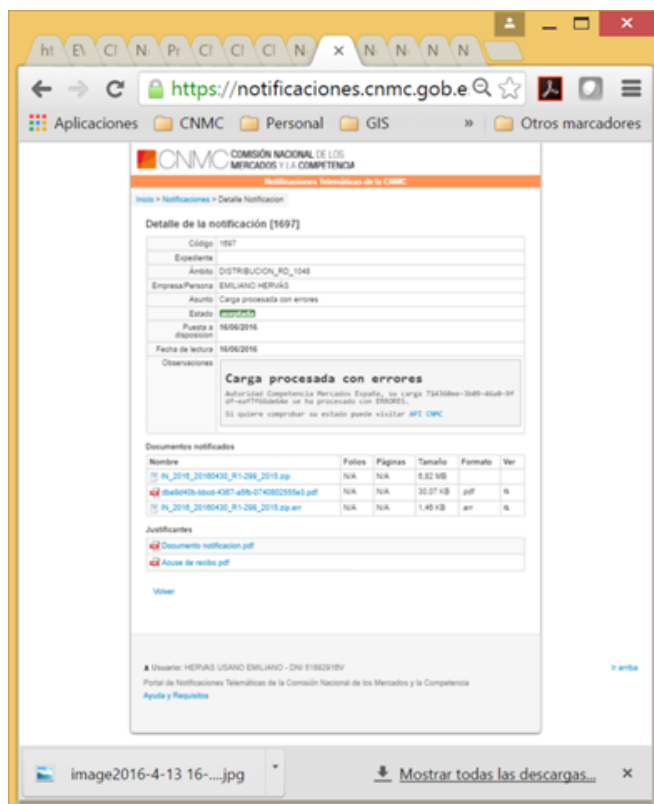 ht EV Cl N Pr Cl Cl Cl N N N N N
https://notificaciones.cnmc.gob.e
Aplicaciones CNMC Personal GIS » Otros marcadores
CNMC COMISIÓN NACIONAL DE LOS
MERCADOS Y LA COMPETENCIA
Notificaciones Telemáticas de la CNMC
Inicio > Notificaciones > Detalle Notificacion
Detalle de la notificación [1697]
Código 1697
Expediente
Ámbito DISTRIBUCION_RD_1048
Empresa/Persona EMILIANO HERVÁS
Asunto Carga procesada con errores
Estado aceptada
Puesta a disposicion 16/06/2016
Fecha de lectura 16/06/2016
Observaciones
Carga procesada con errores
Autoridad Competencia Mercados España, su carga
se ha procesado con ERRORES.
Si quiere comprobar su estado puede visitar API CNMC
Documentos notificados
Nombre Folios Páginas Tamaño Formato Ver
IN_2016_20160430_R1-299_2015.zip N/A N/A 6,92 MB
N/A N/A 30,07 KB pdf
IN_2016_20160430_R1-299_2015.zip.err N/A N/A 1,46 KB err
Justificantes
Documento notificacion.pdf
Acuse de recibo.pdf
Volver
Usuario: HERVAS USANO EMILIANO - DNI 51892916V
Ir arriba
Portal de Notificaciones Telemáticas de la Comisión Nacional de los Mercados y la Competencia
Ayuda y Requisitos
image2016-4-13 16-....jpg Mostrar todas las descargas...